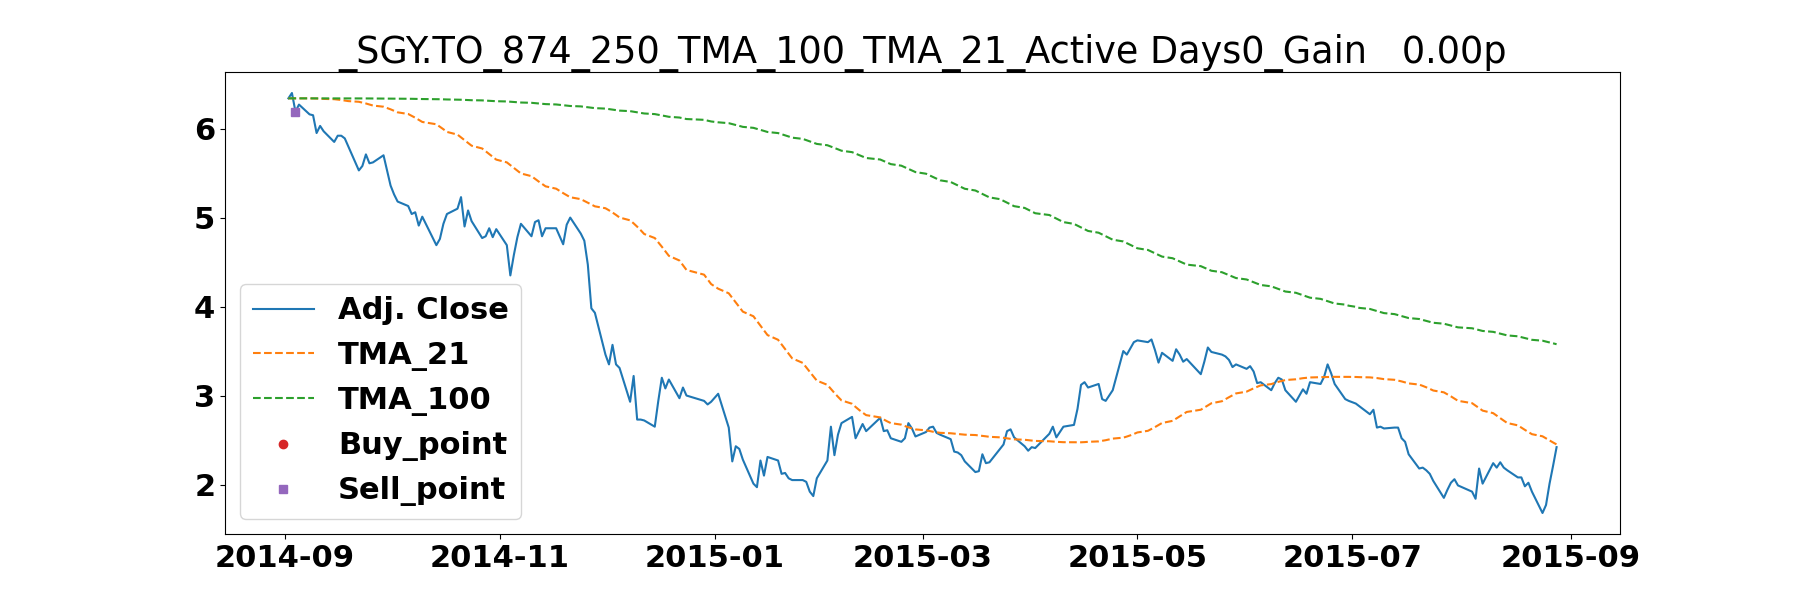 _SGY.TO_874_250_TMA_100_TMA_21_Active Days0_Gain   0.00p
6
5
4
3
2
Adj. Close
TMA_21
TMA_100
Buy_point
Sell_point
2014-09 2014-11 2015-01 2015-03 2015-05 2015-07 2015-09